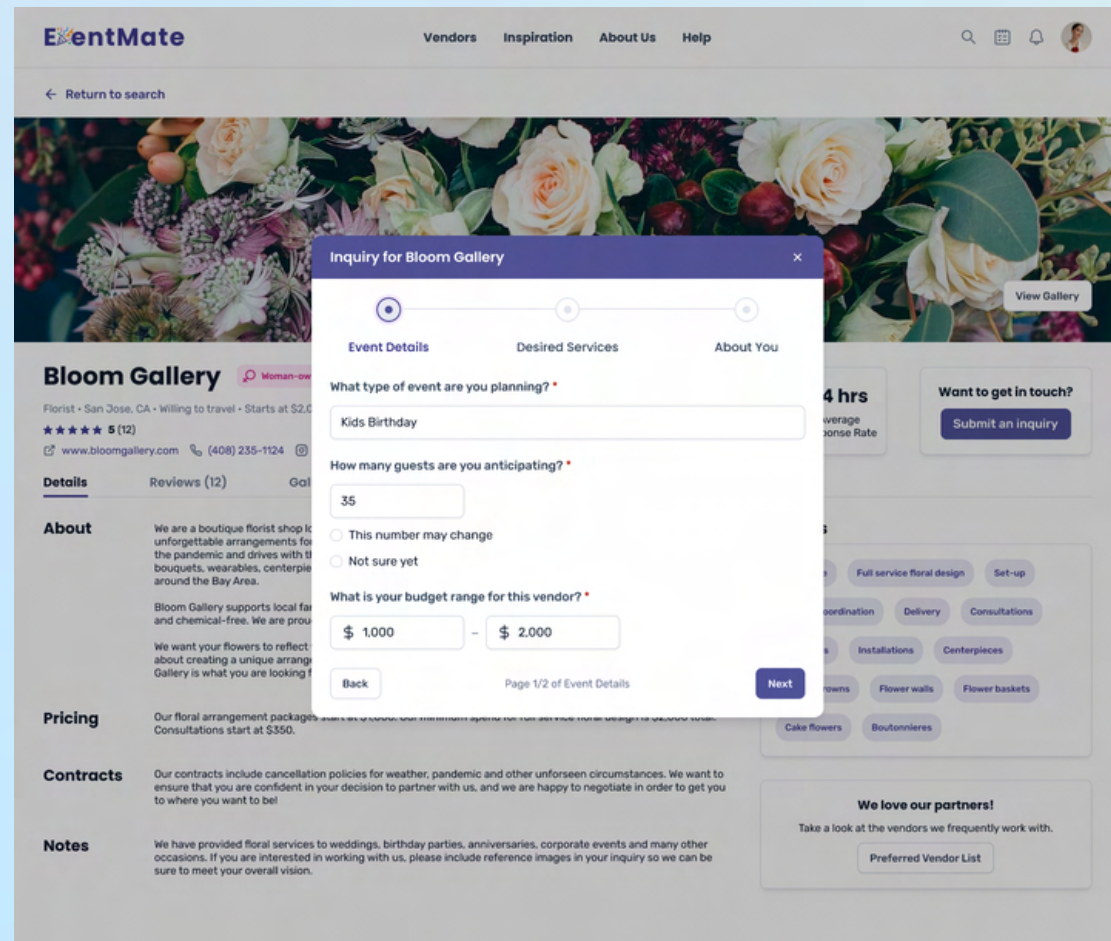 EventMate
Vendors Inspiration About Us Help
← Return to search
View Gallery
Inquiry for Bloom Gallery ×
Event Details Desired Services About You
What type of event are you planning? *
Kids Birthday
How many guests are you anticipating? *
35
This number may change
Not sure yet
What is your budget range for this vendor? *
$ 1,000 – $ 2,000
Back Page 1/2 of Event Details Next
Bloom Gallery
Woman-ow
Florist • San Jose, CA • Willing to travel • Starts at $2,0
★★★★★ 5 (12)
www.bloomgallery.com (408) 235-1124
4 hrs
verage
onse Rate
Want to get in touch?
Submit an inquiry
Details Reviews (12) Gal
About
We are a boutique florist shop lo
unforgettable arrangements fo
the pandemic and drives with th
bouquets, wearables, centerpie
around the Bay Area.
Bloom Gallery supports local far
and chemical-free. We are prou
We want your flowers to reflect
about creating a unique arrang
Gallery is what you are looking f
Full service floral design Set-up
oordination Delivery Consultations
Installations Centerpieces
rowns Flower walls Flower baskets
Cake flowers Boutonnieres
Pricing
Our floral arrangement packages
Consultations start at $350.
Contracts
Our contracts include cancellation policies for weather, pandemic and other unforseen circumstances. We want to
ensure that you are confident in your decision to partner with us, and we are happy to negotiate in order to get you
to where you want to be!
Notes
We have provided floral services to weddings, birthday parties, anniversaries, corporate events and many other
occasions. If you are interested in working with us, please include reference images in your inquiry so we can be
sure to meet your overall vision.
We love our partners!
Take a look at the vendors we frequently work with.
Preferred Vendor List